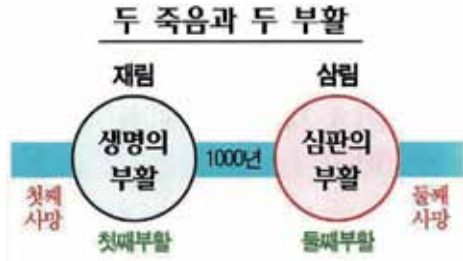 두 죽음과 두 부활
재림
삼림
생명의
부활
1000년
심판의
부활
첫째
사망
둘째
사망
첫째부활
둘째부활